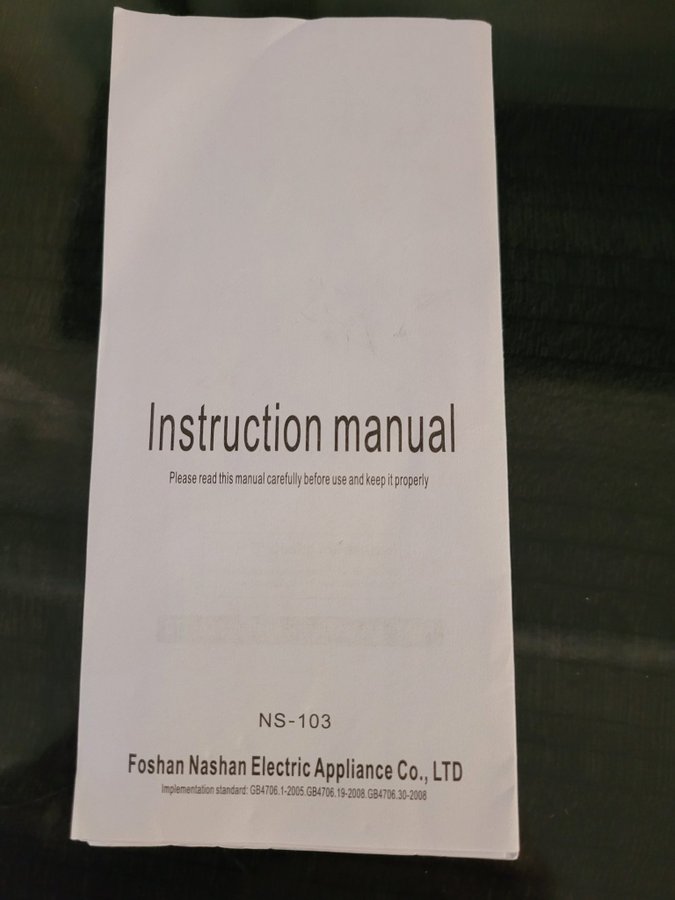 Instruction manual
Please read this manual carefully before use and keep it properly
NS-103
Foshan Nashan Electric Appliance Co., LTD
Implementation standard: GB4706.1-2005.GB4706.19-2008.GB4706.30-2008